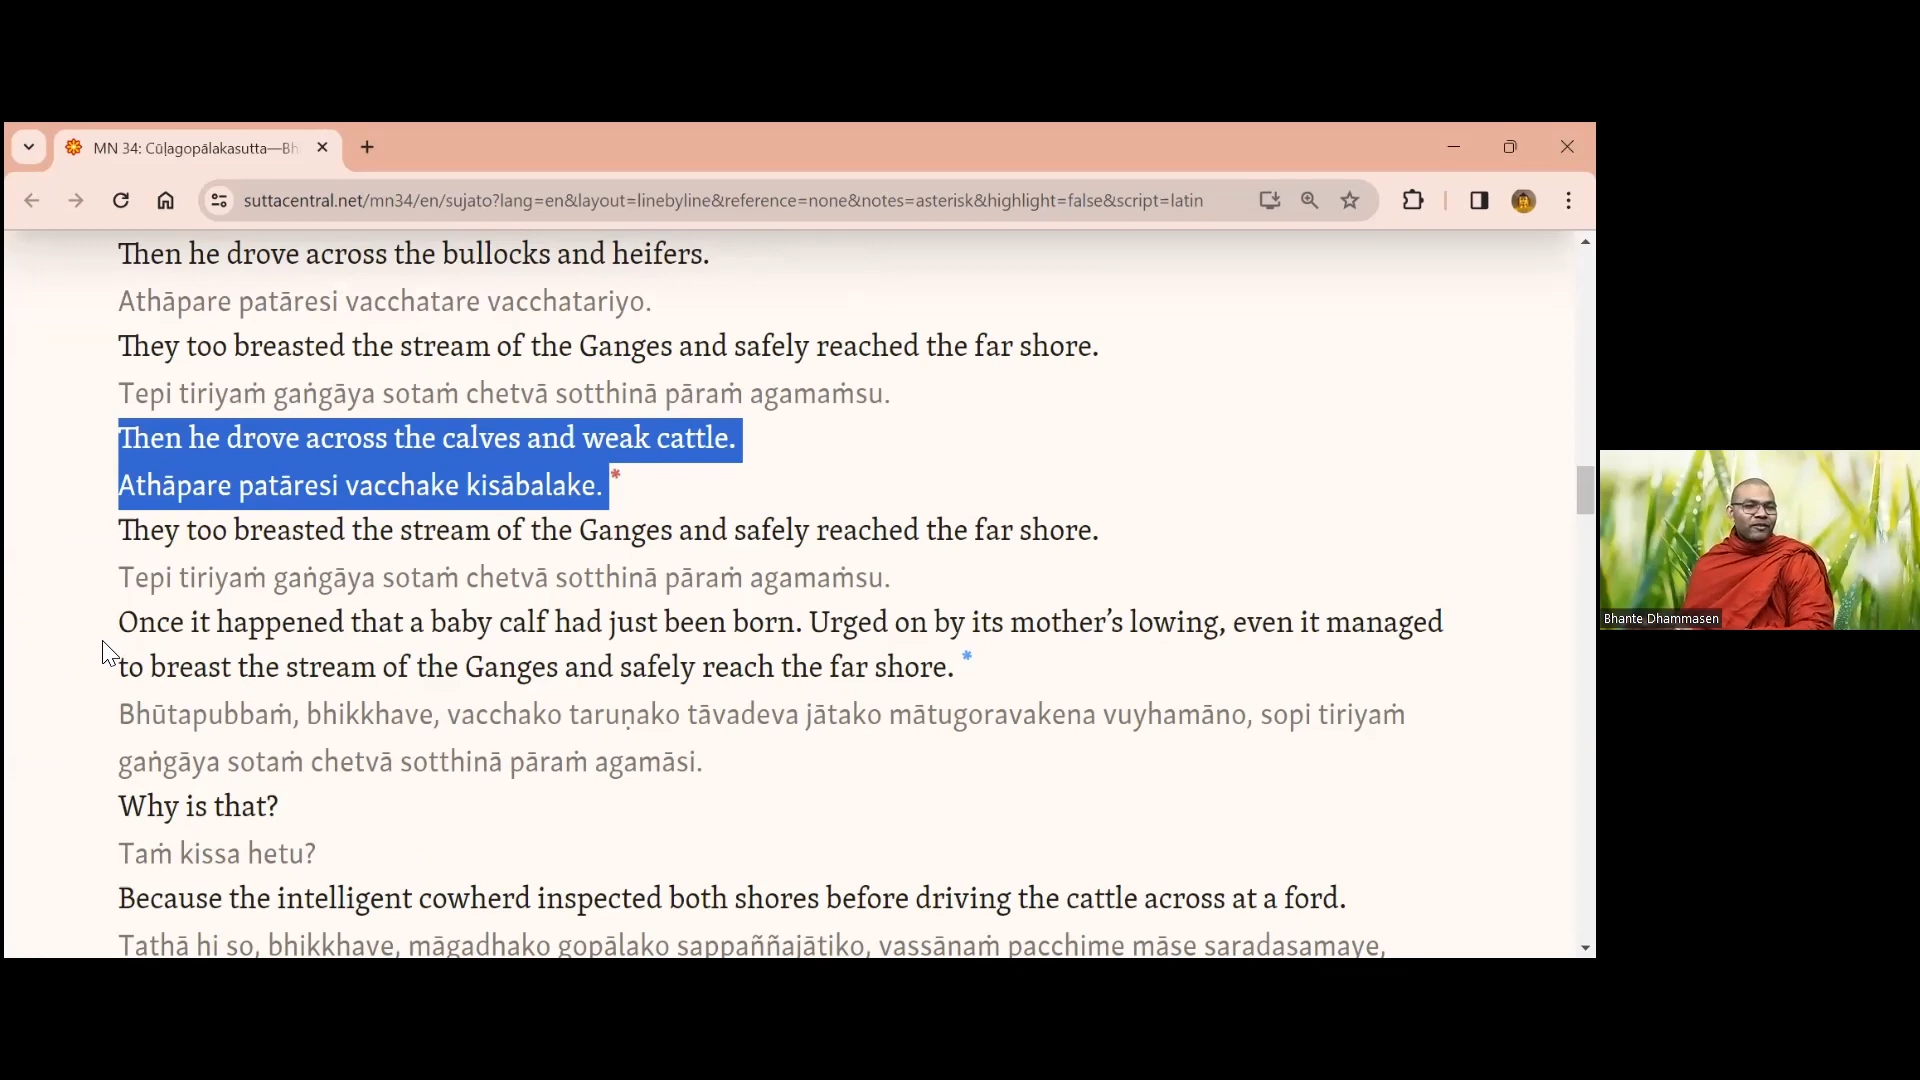 MN 34: Cūḷagopālakasutta—Bh
suttacentral.net/mn34/en/sujato?lang=en&layout=linebyline&reference=none&notes=asterisk&highlight=false&script=latin
Then he drove across the bullocks and heifers.
Athāpare patāresi vacchatare vacchatariyo.
They too breasted the stream of the Ganges and safely reached the far shore.
Tepi tiriyaṁ gaṅgāya sotaṁ chetvā sotthinā pāraṁ agamaṁsu.
Then he drove across the calves and weak cattle.
Athāpare patāresi vacchake kisābalake. *
They too breasted the stream of the Ganges and safely reached the far shore.
Tepi tiriyaṁ gaṅgāya sotaṁ chetvā sotthinā pāraṁ agamaṁsu.
Once it happened that a baby calf had just been born. Urged on by its mother’s lowing, even it managed
to breast the stream of the Ganges and safely reach the far shore. *
Bhūtapubbaṁ, bhikkhave, vacchako taruṇako tāvadeva jātako mātugoravakena vuyhamāno, sopi tiriyaṁ
gaṅgāya sotaṁ chetvā sotthinā pāraṁ agamāsi.
Why is that?
Taṁ kissa hetu?
Because the intelligent cowherd inspected both shores before driving the cattle across at a ford.
Tathā hi so, bhikkhave, māgadhako gopālako sappaññajātiko, vassānaṁ pacchime māse saradasamaye,
Bhante Dhammasen